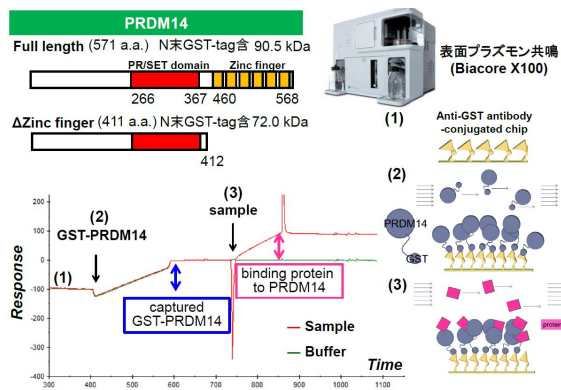 PRDM14
Full length (571 a.a.) N末GST-tag含 90.5 kDa
PR/SET domain Zinc finger
266 367 460 568
ΔZinc finger (411 a.a.) N末GST-tag含 72.0 kDa
412
表面プラズモン共鳴
(Biacore X100)
(1)
Anti-GST antibody
-conjugated chip
(2)
PRDM14
GST
(3)
protein
(3)
sample
(2)
GST-PRDM14
(1)
captured
GST-PRDM14
binding protein
to PRDM14
Sample
Buffer
Response
200
100
0
-100
-200
-300
-400
300 400 500 600 700 800 900 1000 1100
Time